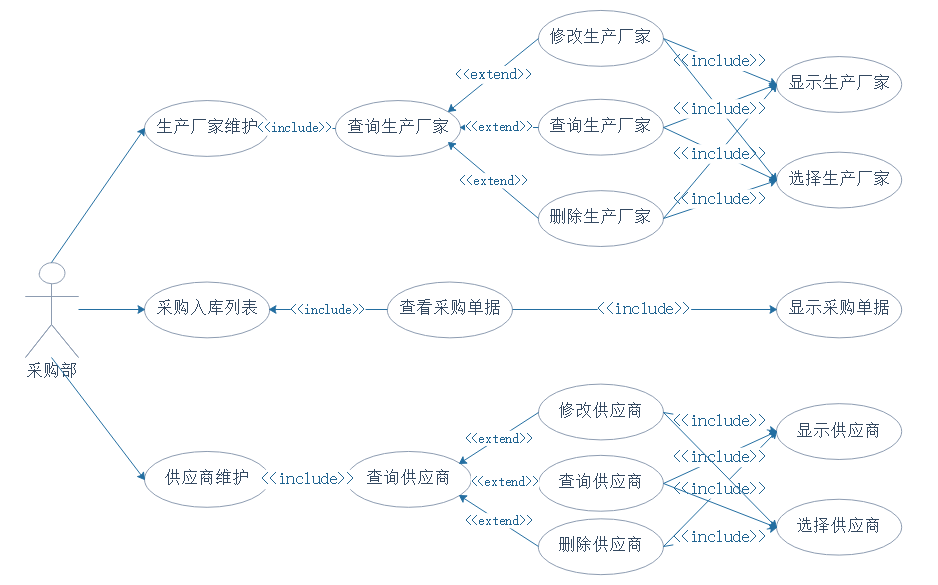 修改生产厂家
<<include>>
<<extend>>
显示生产厂家
<<include>>
生产厂家维护
<<include>>
查询生产厂家
<<extend>>
查询生产厂家
<<include>>
<<extend>>
选择生产厂家
<<include>>
删除生产厂家
采购入库列表
<<include>>
查看采购单据
<<include>>
显示采购单据
采购部
修改供应商
<<include>>
<<extend>>
显示供应商
<<include>>
供应商维护
<<include>>
查询供应商
<<extend>>
查询供应商
<<include>>
<<extend>>
选择供应商
<<include>>
删除供应商